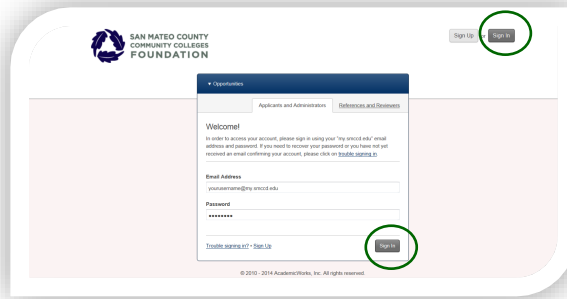 SAN MATEO COUNTY
COMMUNITY COLLEGES
FOUNDATION
Sign Up or Sign In
▾ Opportunities
Applicants and Administrators References and Reviewers
Welcome!
In order to access your account, please sign in using your "my.smccd.edu" email
address and password. If you need to recover your password or you have not yet
received an email confirming your account, please click on trouble signing in.
Email Address
yourusername@my.smccd.edu
Password
••••••••
Trouble signing in? • Sign Up Sign In
© 2010 - 2014 AcademicWorks, Inc. All rights reserved.